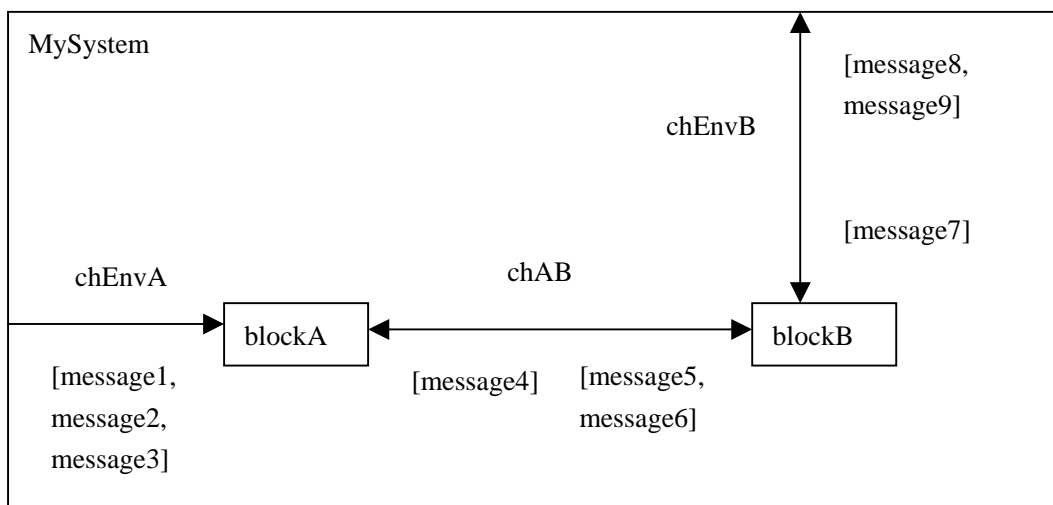 MySystem
[message8,
message9]
chEnvB
[message7]
chEnvA
chAB
blockA
blockB
[message1,
message2,
message3]
[message4]
[message5,
message6]